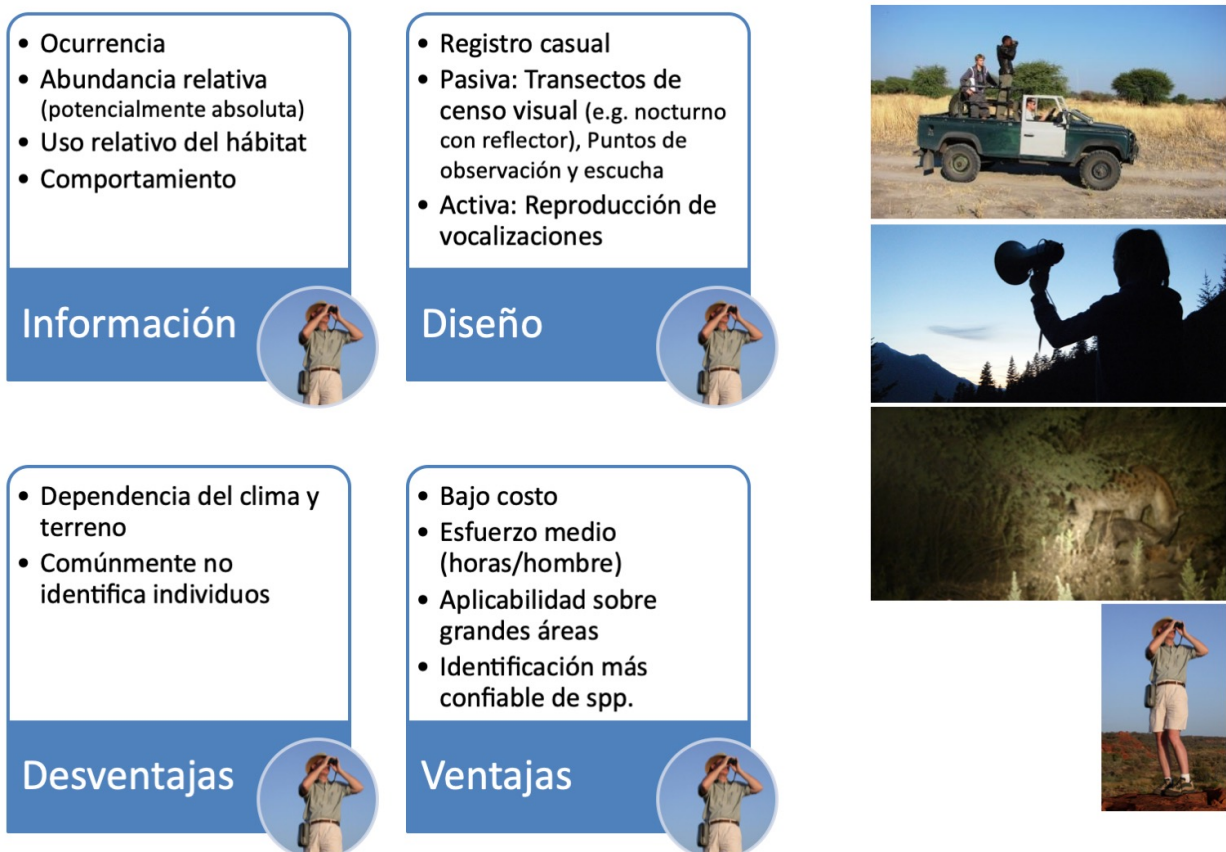 • Ocurrencia
• Abundancia relativa
(potencialmente absoluta)
• Uso relativo del hábitat
• Comportamiento
Información
• Registro casual
• Pasiva: Transectos de
censo visual (e.g. nocturno
con reflector), Puntos de
observación y escucha
• Activa: Reproducción de
vocalizaciones
Diseño
• Dependencia del clima y
terreno
• Comúnmente no
identifica individuos
Desventajas
• Bajo costo
• Esfuerzo medio
(horas/hombre)
• Aplicabilidad sobre
grandes áreas
• Identificación más
confiable de spp.
Ventajas